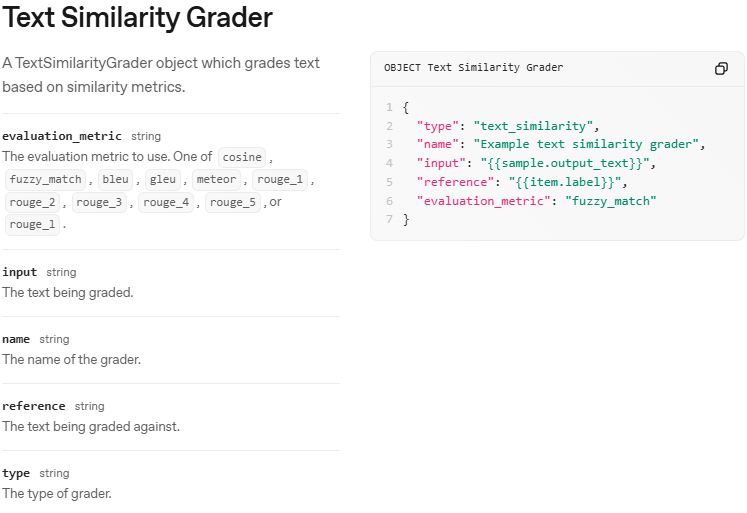 Text Similarity Grader
A TextSimilarityGrader object which grades text
based on similarity metrics.
evaluation_metric string
The evaluation metric to use. One of cosine ,
fuzzy_match , bleu , gleu , meteor , rouge_1 ,
rouge_2 , rouge_3 , rouge_4 , rouge_5 , or
rouge_l .
input string
The text being graded.
name string
The name of the grader.
reference string
The text being graded against.
type string
The type of grader.
OBJECT Text Similarity Grader
1 {
2 "type": "text_similarity",
3 "name": "Example text similarity grader",
4 "input": "{{sample.output_text}}",
5 "reference": "{{item.label}}",
6 "evaluation_metric": "fuzzy_match"
7 }